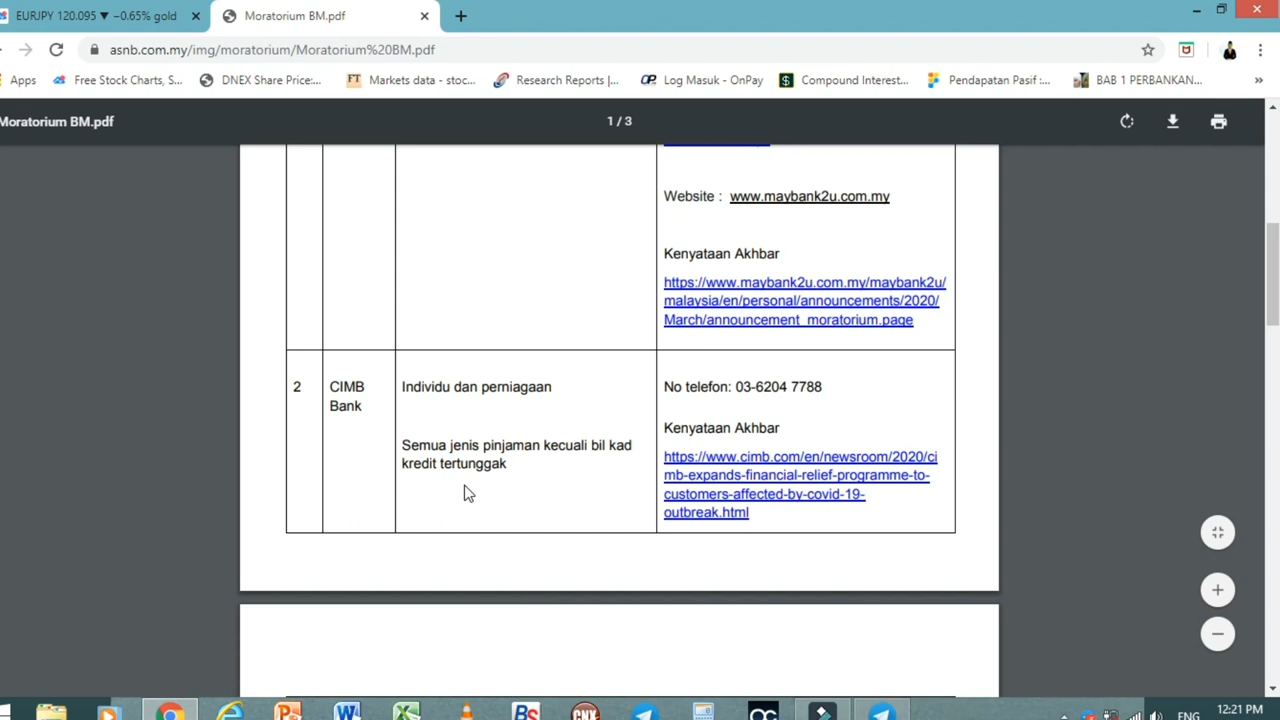 EURJPY 120.095 ▼ −0.65% gold
Moratorium BM.pdf
asnb.com.my/img/moratorium/Moratorium%20BM.pdf
Apps
Free Stock Charts, S...
DNEX Share Price:...
FT Markets data - stoc...
Research Reports |...
OP Log Masuk - OnPay
$ Compound Interest...
Pendapatan Pasif :...
BAB 1 PERBANKAN...
»
Moratorium BM.pdf
1 / 3
Website : www.maybank2u.com.my
Kenyataan Akhbar
https://www.maybank2u.com.my/maybank2u/
malaysia/en/personal/announcements/2020/
March/announcement_moratorium.page
2
CIMB
Bank
Individu dan perniagaan
Semua jenis pinjaman kecuali bil kad
kredit tertunggak
No telefon: 03-6204 7788
Kenyataan Akhbar
https://www.cimb.com/en/newsroom/2020/ci
mb-expands-financial-relief-programme-to-
customers-affected-by-covid-19-
outbreak.html
BS
CNX
ENG
12:21 PM